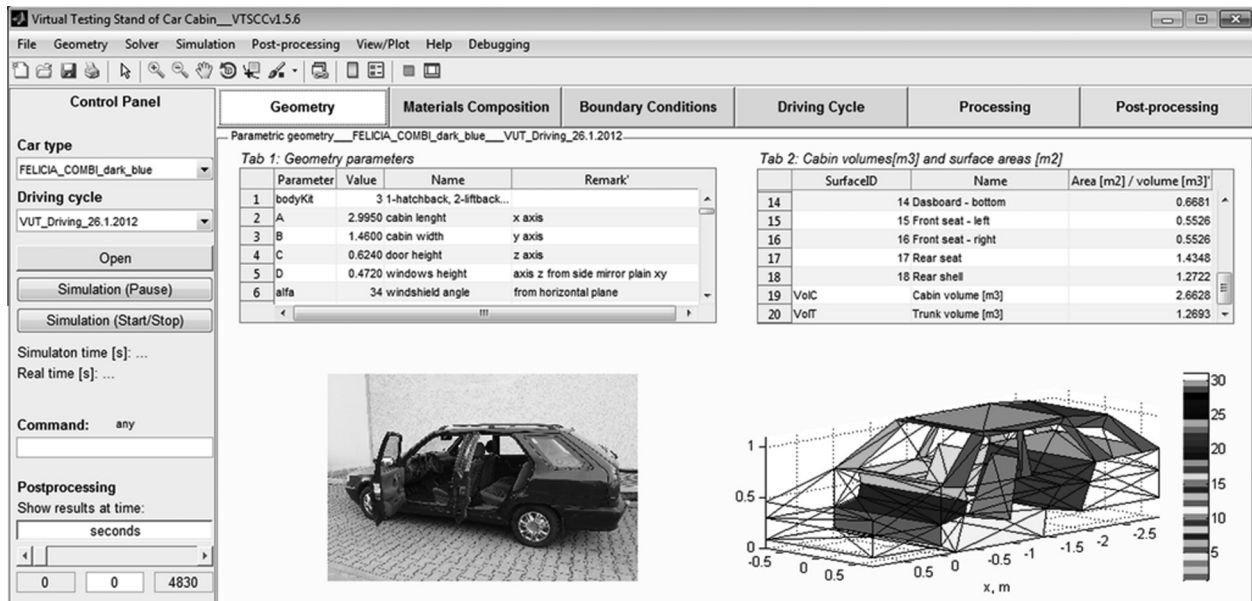 Virtual Testing Stand of Car Cabin__VTSCCv1.5.6
File Geometry Solver Simulation Post-processing View/Plot Help Debugging
Control Panel
Car type
FELICIA_COMBI_dark_blue
Driving cycle
VUT_Driving_26.1.2012
Open
Simulation (Pause)
Simulation (Start/Stop)
Simulaton time [s]: ...
Real time [s]: ...
Command: any
Postprocessing
Show results at time:
seconds
0 0 4830
Geometry Materials Composition Boundary Conditions Driving Cycle Processing Post-processing
Parametric geometry___FELICIA_COMBI_dark_blue___VUT_Driving_26.1.2012
Tab 1: Geometry parameters
Parameter Value Name Remark'
1 bodyKit 3 1-hatchback, 2-liftback...
2 A 2.9950 cabin lenght x axis
3 B 1.4600 cabin width y axis
4 C 0.6240 door height z axis
5 D 0.4720 windows height axis z from side mirror plain xy
6 alfa 34 windshield angle from horizontal plane
Tab 2: Cabin volumes[m3] and surface areas [m2]
SurfaceID Name Area [m2] / volume [m3]'
14 14 Dasboard - bottom 0.6681
15 15 Front seat - left 0.5526
16 16 Front seat - right 0.5526
17 17 Rear seat 1.4348
18 18 Rear shell 1.2722
19 VolC Cabin volume [m3] 2.6628
20 VolT Trunk volume [m3] 1.2693
1
0.5
0
-0.5
0
0.5
0.5
0
-0.5
-1
-1.5
-2
-2.5
x, m
30
25
20
15
10
5